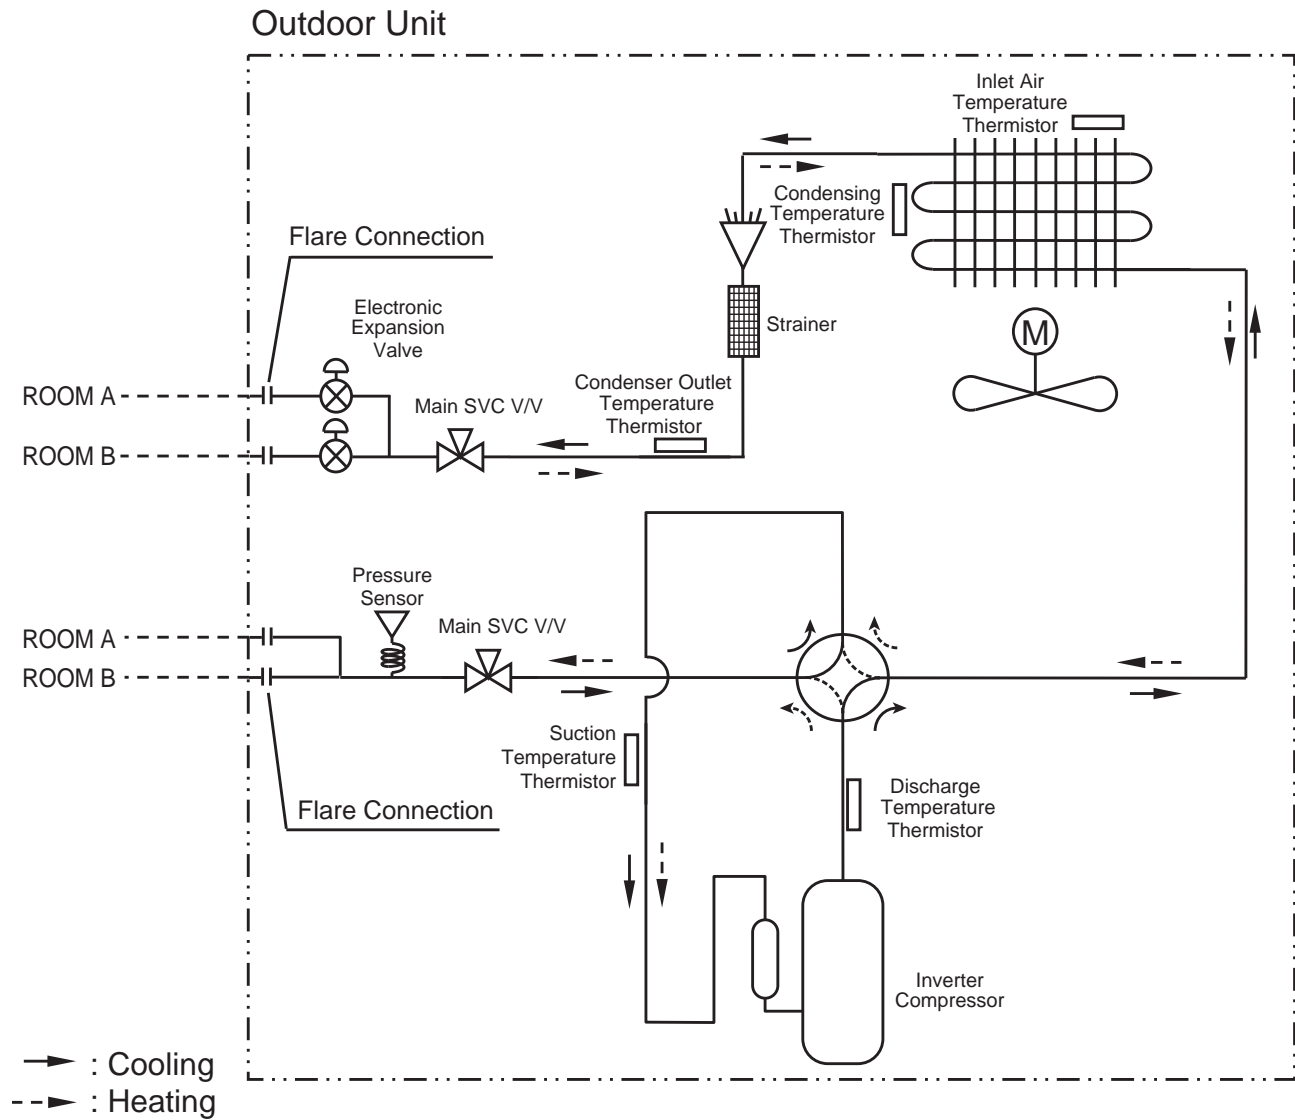 Outdoor Unit
Inlet Air
Temperature
Thermistor
Condensing
Temperature
Thermistor
Flare Connection
Electronic
Expansion
Valve
Strainer
M
ROOM A
Main SVC V/V
Condenser Outlet
Temperature
Thermistor
ROOM B
Pressure
Sensor
ROOM A
Main SVC V/V
ROOM B
Suction
Temperature
Thermistor
Discharge
Temperature
Thermistor
Flare Connection
Inverter
Compressor
: Cooling
: Heating